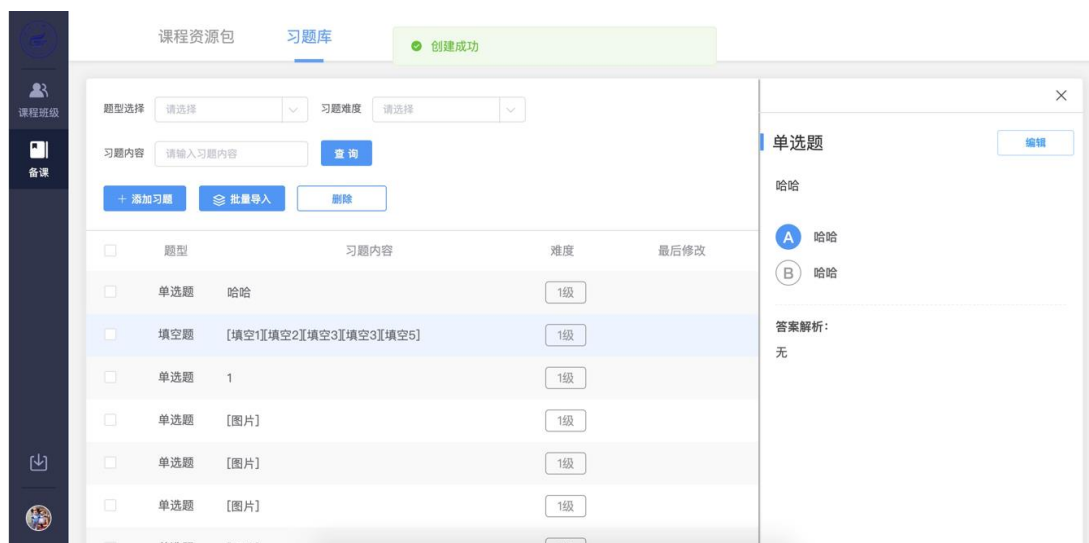 课程资源包 习题库 创建成功
课程班级
备课
题型选择 请选择 习题难度 请选择
习题内容 请输入习题内容 查询
+ 添加习题 批量导入 删除
题型 习题内容 难度 最后修改
单选题 哈哈 1级
填空题 [填空1][填空2][填空3][填空3][填空5] 1级
单选题 1 1级
单选题 [图片] 1级
单选题 [图片] 1级
单选题 [图片] 1级
单选题 编辑
哈哈
A 哈哈
B 哈哈
答案解析：
无